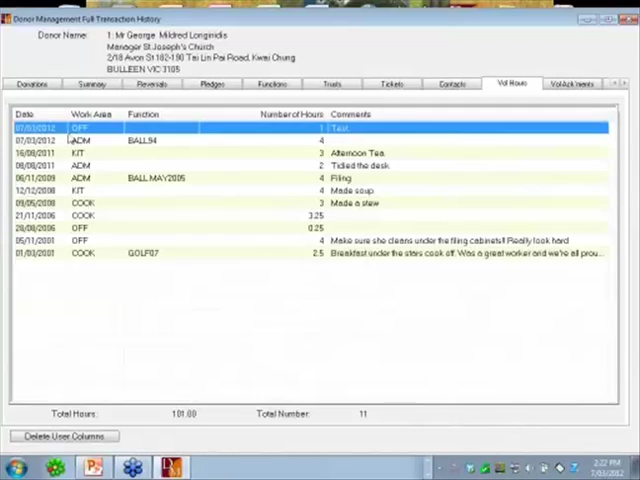 Donor Management Full Transaction History
Donor Name: 1: Mr George Mildred Longinidis
Manager St Joseph's Church
2/18 Avon St 182-190 Tai Lin Pai Road, Kwai Chung
BULLEEN VIC 3105
Donations Summary Reversals Pledges Functions Trusts Tickets Contacts Vol Hours Vol Ack'ments
Date Work Area Function Number of Hours Comments
07/03/2012 OFF 1 Test
07/03/2012 ADM BALL94 4
16/08/2011 KIT 3 Afternoon Tea.
08/08/2011 ADM 2 Tidied the desk
06/11/2009 ADM BALL MAY2005 4 Filing
12/12/2008 KIT 4 Made soup
09/05/2008 COOK 3 Made a stew
21/11/2006 COOK 3.25
28/08/2006 OFF 0.25
05/11/2001 OFF 4 Make sure she cleans under the filing cabinets!! Really look hard
01/03/2001 COOK GOLF07 2.5 Breakfast under the stars cook off. Was a great worker and we're all prou...
Total Hours: 101.00 Total Number: 11
Delete User Columns
2:22 PM
7/03/2012